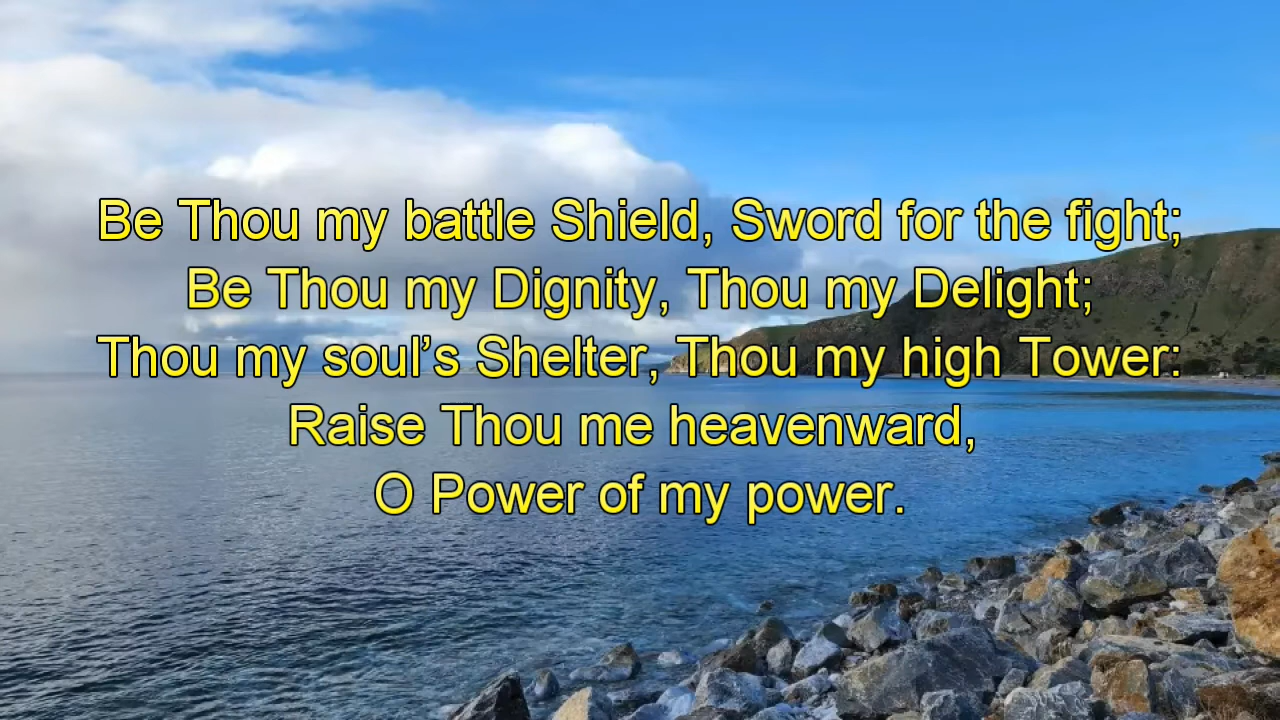 Be Thou my battle Shield, Sword for the fight;
Be Thou my Dignity, Thou my Delight;
Thou my soul’s Shelter, Thou my high Tower:
Raise Thou me heavenward,
O Power of my power.